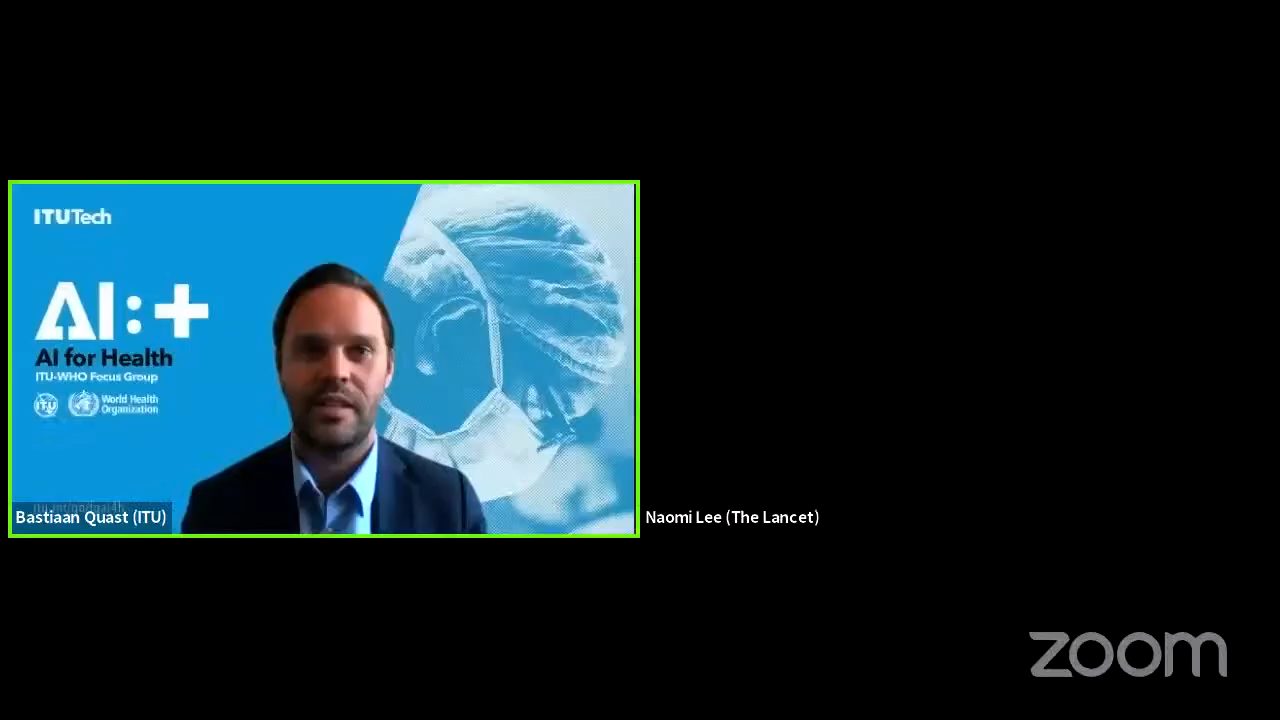 ITUTech
AI:+
AI for Health
ITU-WHO Focus Group
ITU
World Health
Organization
Bastiaan Quast (ITU)
Naomi Lee (The Lancet)
zoom